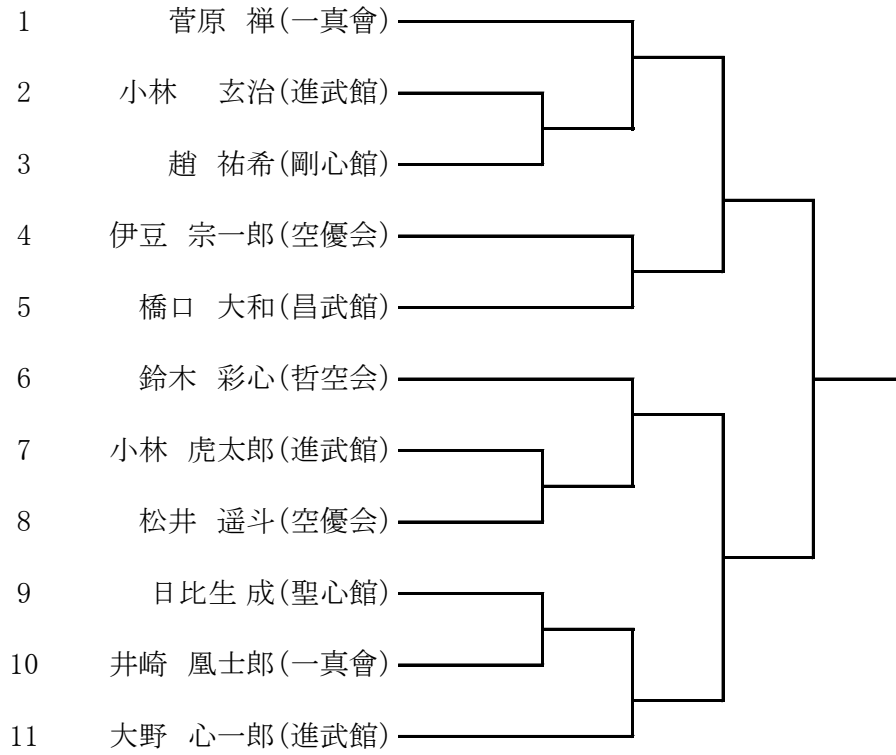 1 菅原 禅(一真會)
2 小林 玄治(進武館)
3 趙 祐希(剛心館)
4 伊豆 宗一郎(空優会)
5 橋口 大和(昌武館)
6 鈴木 彩心(哲空会)
7 小林 虎太郎(進武館)
8 松井 遥斗(空優会)
9 日比生 成(聖心館)
10 井崎 凰士郎(一真會)
11 大野 心一郎(進武館)